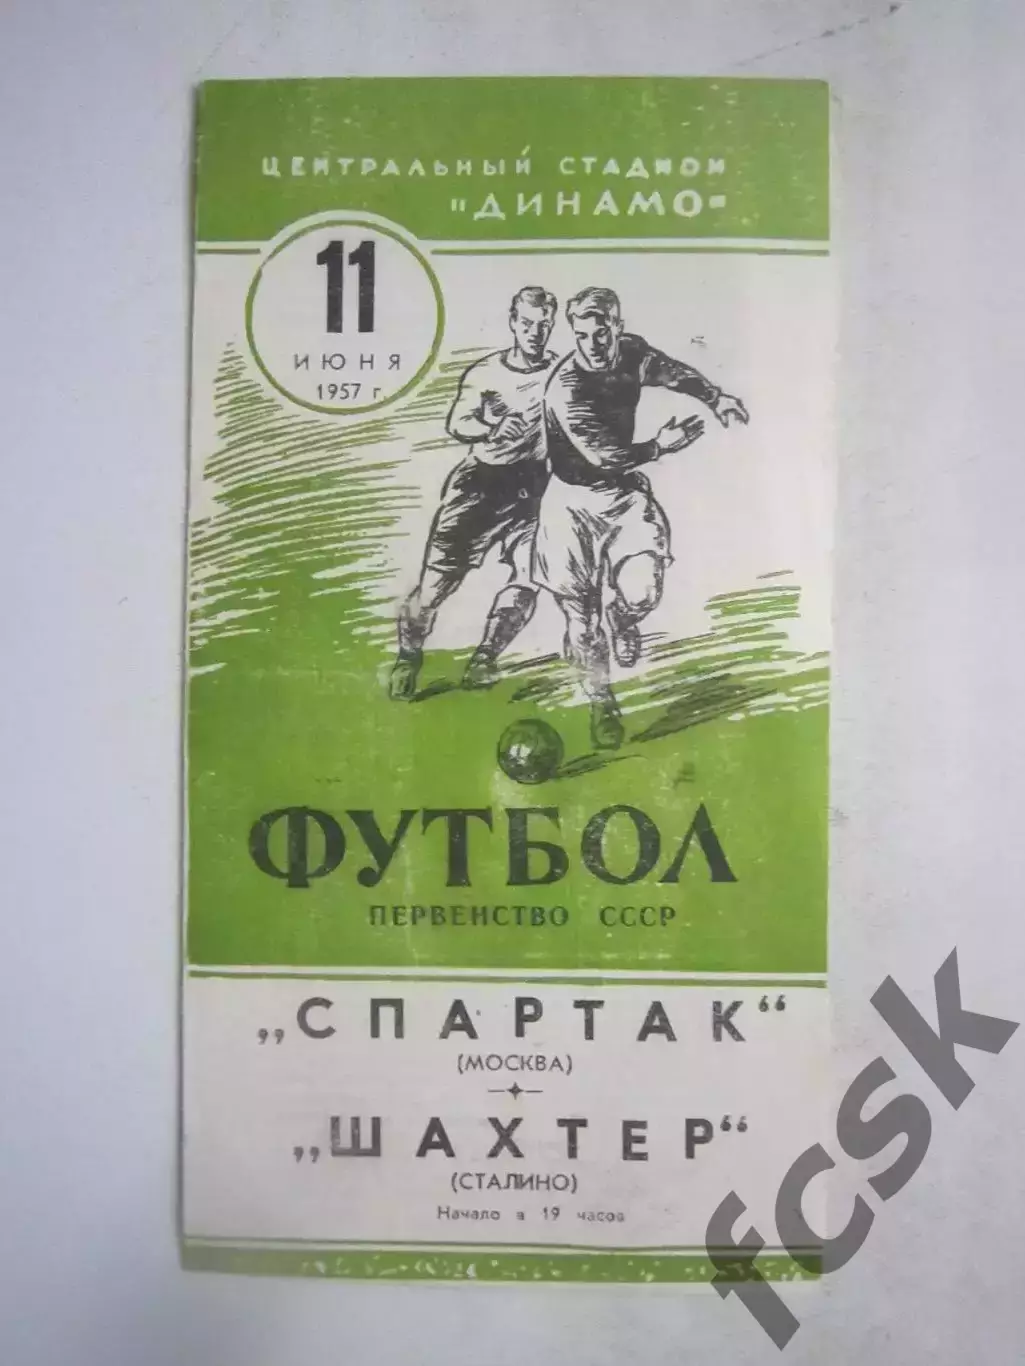 ЦЕНТРАЛЬНЫЙ СТАДИОН
"ДИНАМО"
11
ИЮНЯ
1957 г.
ФУТБОЛ
ПЕРВЕНСТВО СССР
„СПАРТАК“
(МОСКВА)
„ШАХТЕР“
(СТАЛИНО)
Начало в 19 часов
fcsk